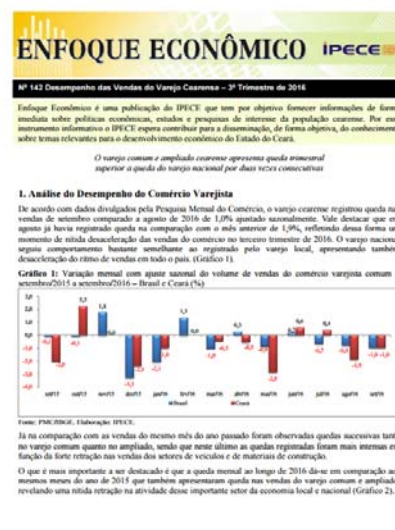 ENFOQUE ECONÔMICO IPECE
Nº 142 Desempenho das Vendas do Varejo Cearense – 3º Trimestre de 2016
Enfoque Econômico é uma publicação do IPECE que tem por objetivo fornecer informações de form
imediata sobre políticas econômicas, estudos e pesquisas de interesse da população cearense. Por es
instrumento informativo o IPECE espera contribuir para a disseminação, de forma objetiva, do conheciment
sobre temas relevantes para o desenvolvimento econômico do Estado do Ceará.
O varejo comum e ampliado cearense apresenta queda trimestral
superior a queda do varejo nacional por duas vezes consecutivas
1. Análise do Desempenho do Comércio Varejista
De acordo com dados divulgados pela Pesquisa Mensal do Comércio, o varejo cearense registrou queda na
vendas de setembro comparado a agosto de 2016 de 1,0% ajustado sazonalmente. Vale destacar que em
agosto já havia registrado queda na comparação com o mês anterior de 1,9%, refletindo dessa forma um
momento de nítida desaceleração das vendas do comércio no terceiro trimestre de 2016. O varejo naciona
seguiu comportamento bastante semelhante ao registrado pelo varejo local, apresentando també
desaceleração do ritmo de vendas em todo o país. (Gráfico 1).
Gráfico 1: Variação mensal com ajuste sazonal do volume de vendas do comércio varejista comum
setembro/2015 a setembro/2016 – Brasil e Ceará (%)
Brasil Ceará
Fonte: PMC/IBGE. Elaboração: IPECE.
Já na comparação com as vendas do mesmo mês do ano passado foram observadas quedas sucessivas tant
no varejo comum quanto no ampliado, sendo que neste último as quedas registradas foram mais intensas e
função da forte retração nas vendas dos setores de veículos e de materiais de construção.
O que é mais importante a ser destacado é que a queda mensal ao longo de 2016 dá-se em comparação ao
mesmos meses do ano de 2015 que também apresentaram queda nas vendas do varejo comum e ampliado
revelando uma nítida retração na atividade desse importante setor da economia local e nacional (Gráfico 2).